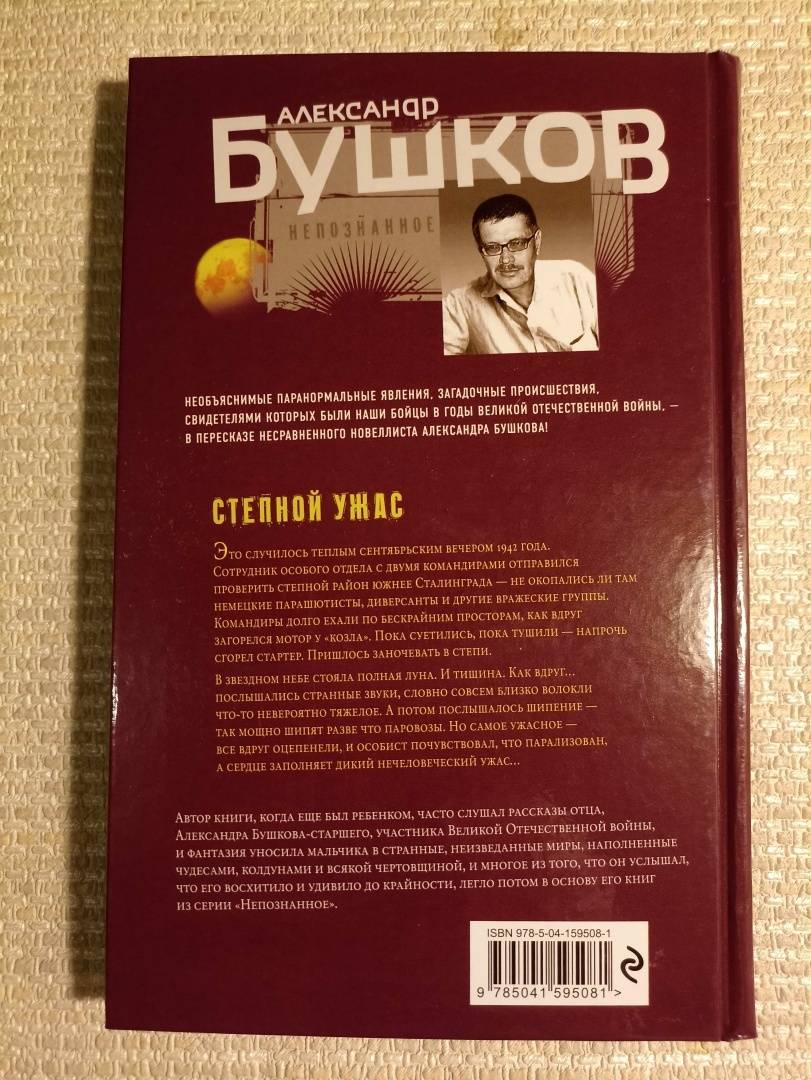 АЛЕКСАНДР
БУШКОВ
НЕПОЗНАННОЕ
НЕОБЪЯСНИМЫЕ ПАРАНОРМАЛЬНЫЕ ЯВЛЕНИЯ, ЗАГАДОЧНЫЕ ПРОИСШЕСТВИЯ,
СВИДЕТЕЛЯМИ КОТОРЫХ БЫЛИ НАШИ БОЙЦЫ В ГОДЫ ВЕЛИКОЙ ОТЕЧЕСТВЕННОЙ ВОЙНЫ, —
В ПЕРЕСКАЗЕ НЕСРАВНЕННОГО НОВЕЛЛИСТА АЛЕКСАНДРА БУШКОВА!
СТЕПНОЙ УЖАС
Это случилось теплым сентябрьским вечером 1942 года.
Сотрудник особого отдела с двумя командирами отправился
проверить степной район южнее Сталинграда — не окопались ли там
немецкие парашютисты, диверсанты и другие вражеские группы.
Командиры долго ехали по бескрайним просторам, как вдруг
загорелся мотор у «козла». Пока суетились, пока тушили — напрочь
сгорел стартер. Пришлось заночевать в степи.
В звездном небе стояла полная луна. И тишина. Как вдруг...
послышались странные звуки, словно совсем близко волокли
что-то невероятно тяжелое. А потом послышалось шипение —
так мощно шипят разве что паровозы. Но самое ужасное —
все вдруг оцепенели, и особист почувствовал, что парализован,
а сердце заполняет дикий нечеловеческий ужас...
Автор книги, когда еще был ребенком, часто слушал рассказы отца,
Александра Бушкова-старшего, участника Великой Отечественной войны,
и фантазия уносила мальчика в странные, неизведанные миры, наполненные
чудесами, колдунами и всякой чертовщиной, и многое из того, что он услышал,
что его восхитило и удивило до крайности, легло потом в основу его книг
из серии «Непознанное».
ISBN 978-5-04-159508-1
9 785041 595081 >